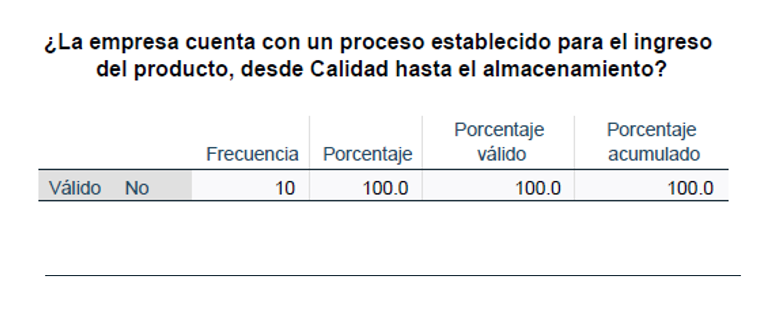 ¿La empresa cuenta con un proceso establecido para el ingreso
del producto, desde Calidad hasta el almacenamiento?
Frecuencia Porcentaje Porcentaje válido Porcentaje acumulado
Válido No 10 100.0 100.0 100.0